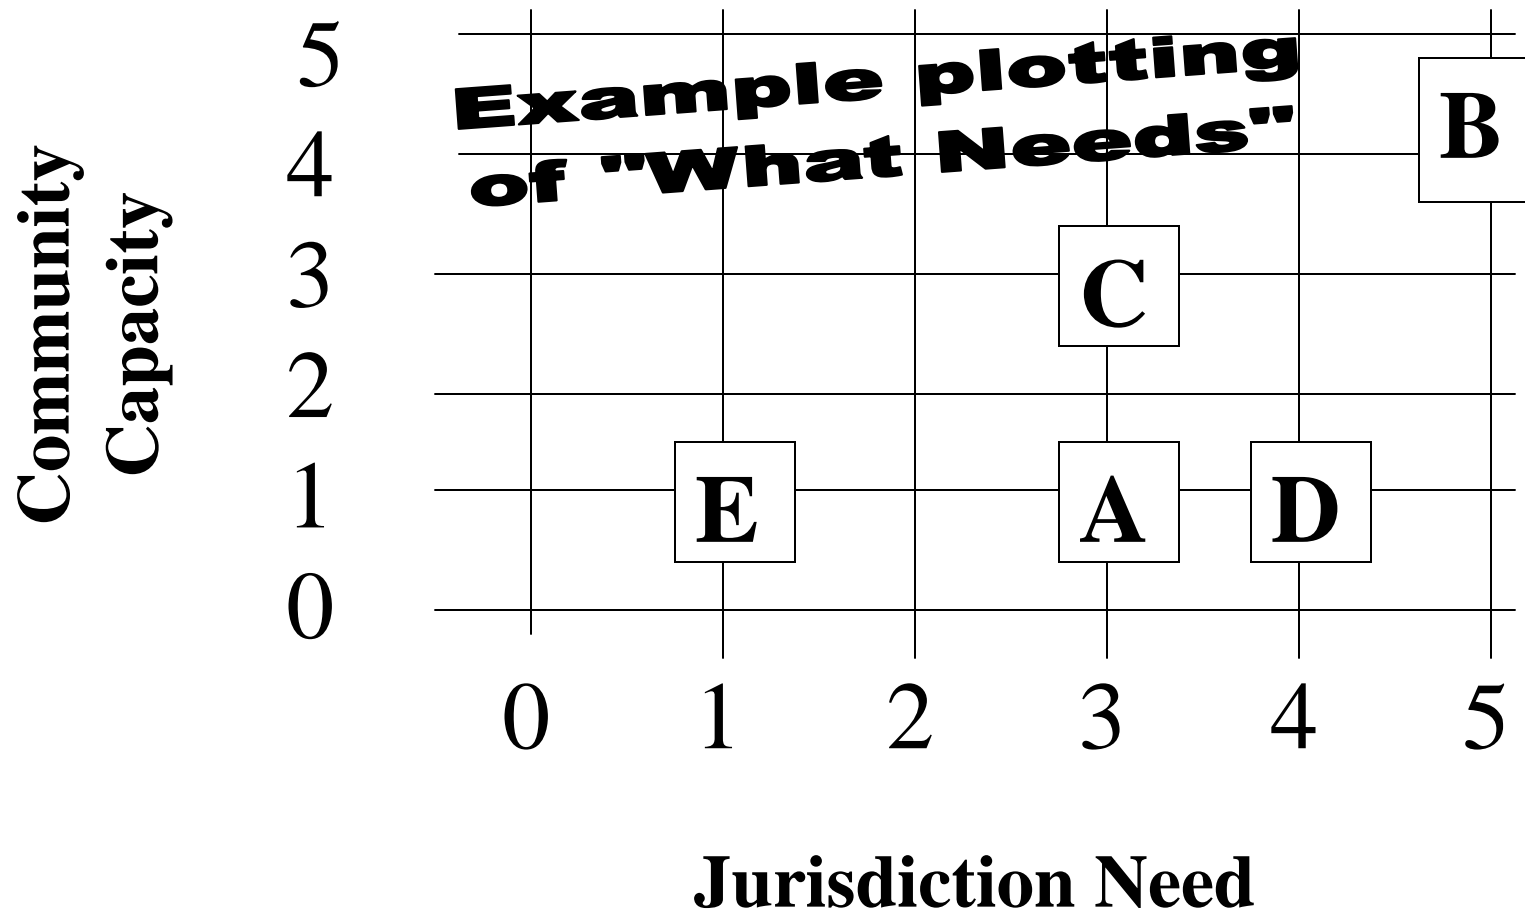 Example plotting
of "What Needs"
Community
Capacity
5
4
3
2
1
0
B
C
E A D
0 1 2 3 4 5
Jurisdiction Need